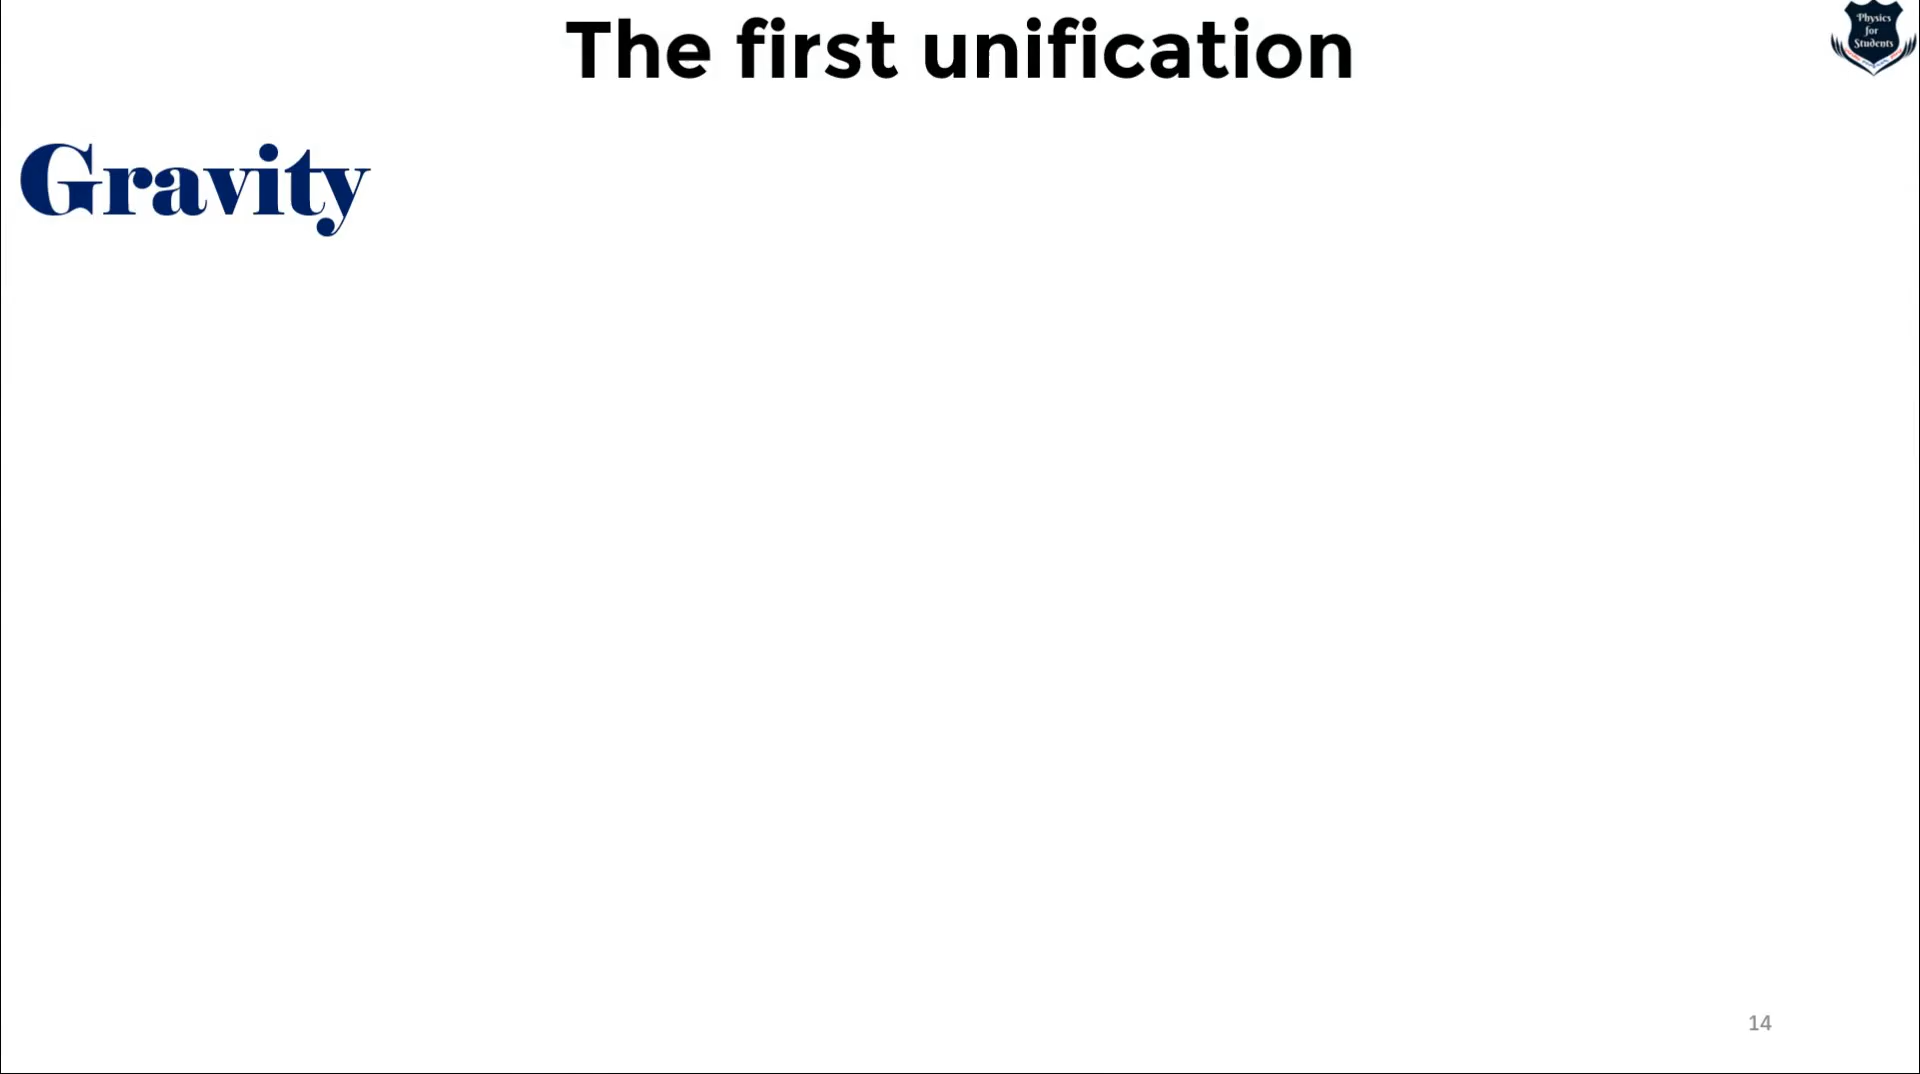 The first unification
Physics
for
Students
Gravity
14